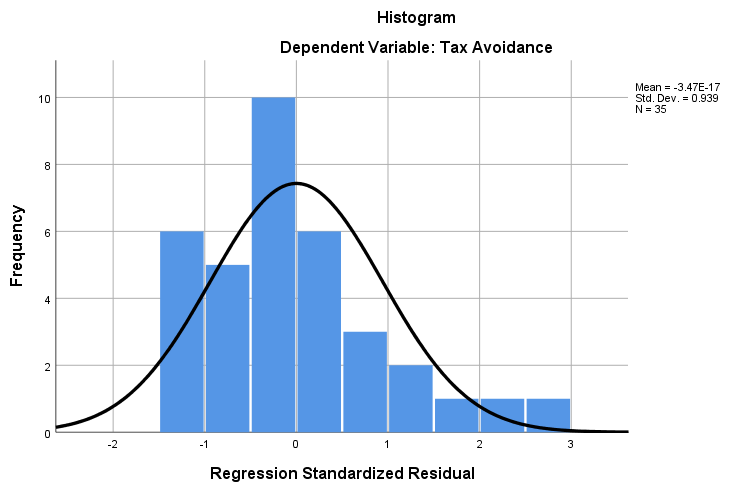 Histogram
Dependent Variable: Tax Avoidance
Mean = -3.47E-17
Std. Dev. = 0.939
N = 35
Frequency
10
8
6
4
2
0
-2 -1 0 1 2 3
Regression Standardized Residual